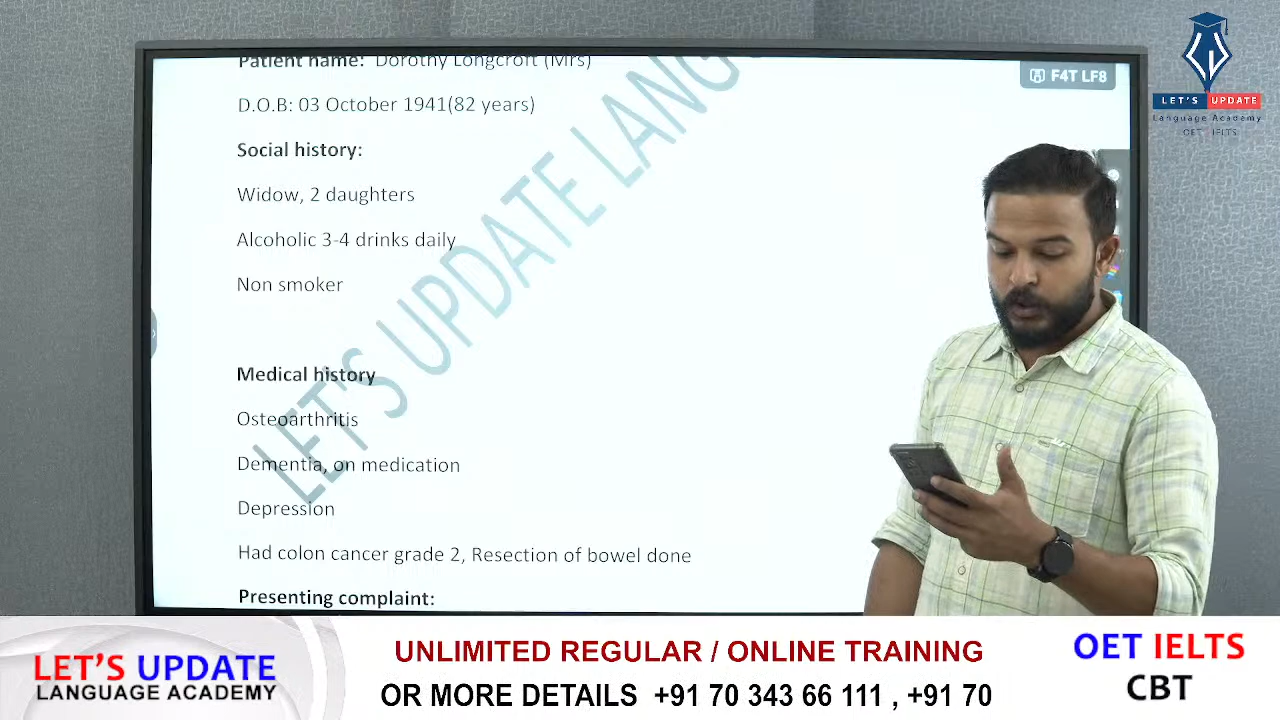 Patient name: Dorothy Longcroft (Mrs)
D.O.B: 03 October 1941(82 years)
Social history:
Widow, 2 daughters
Alcoholic 3-4 drinks daily
Non smoker
Medical history
Osteoarthritis
Dementia, on medication
Depression
Had colon cancer grade 2, Resection of bowel done
Presenting complaint:
LET'S UPDATE LANG
F4T LF8
LET'S UPDATE
Language Academy
OET IELTS
LET'S UPDATE
LANGUAGE ACADEMY
UNLIMITED REGULAR / ONLINE TRAINING
OR MORE DETAILS +91 70 343 66 111 , +91 70
OET IELTS
CBT